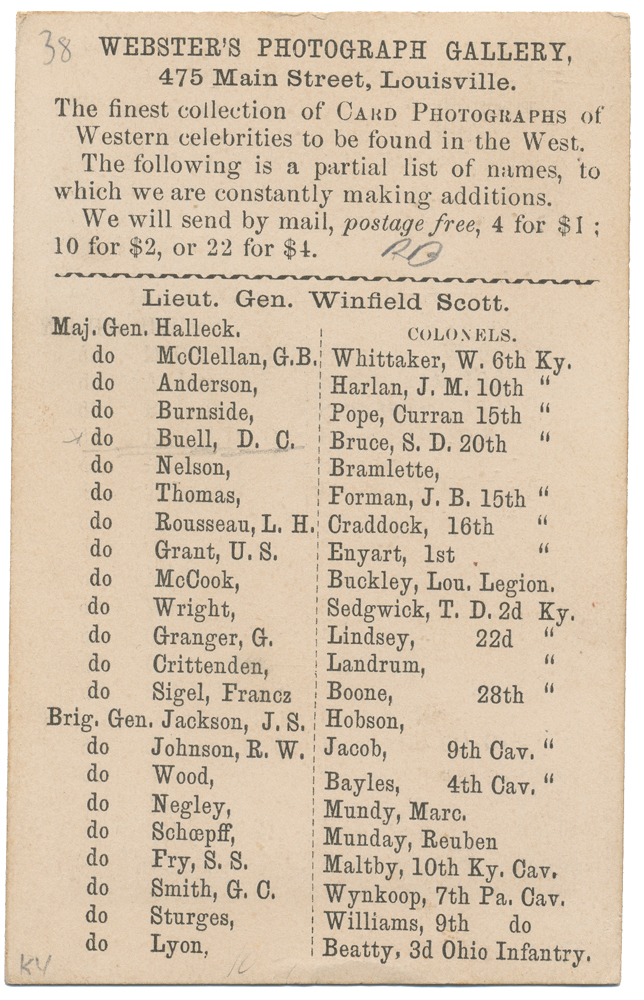 38
WEBSTER'S PHOTOGRAPH GALLERY,
475 Main Street, Louisville.
The finest collection of CARD PHOTOGRAPHS of
Western celebrities to be found in the West.
The following is a partial list of names, to
which we are constantly making additions.
We will send by mail, postage free, 4 for $1 ;
10 for $2, or 22 for $4.
Lieut. Gen. Winfield Scott.
Maj. Gen. Halleck.
do McClellan, G.B.
do Anderson,
do Burnside,
do Buell, D. C.
do Nelson,
do Thomas,
do Rousseau, L. H.
do Grant, U. S.
do McCook,
do Wright,
do Granger, G.
do Crittenden,
do Sigel, Francz
Brig. Gen. Jackson, J. S.
do Johnson, R. W.
do Wood,
do Negley,
do Schœpff,
do Fry, S. S.
do Smith, G. C.
do Sturges,
do Lyon,
COLONELS.
Whittaker, W. 6th Ky.
Harlan, J. M. 10th “
Pope, Curran 15th “
Bruce, S. D. 20th “
Bramlette,
Forman, J. B. 15th “
Craddock, 16th “
Enyart, 1st “
Buckley, Lou. Legion.
Sedgwick, T. D. 2d Ky.
Lindsey, 22d “
Landrum, “
Boone, 28th “
Hobson,
Jacob, 9th Cav. “
Bayles, 4th Cav. “
Mundy, Marc.
Munday, Reuben
Maltby, 10th Ky. Cav.
Wynkoop, 7th Pa. Cav.
Williams, 9th do
Beatty, 3d Ohio Infantry.